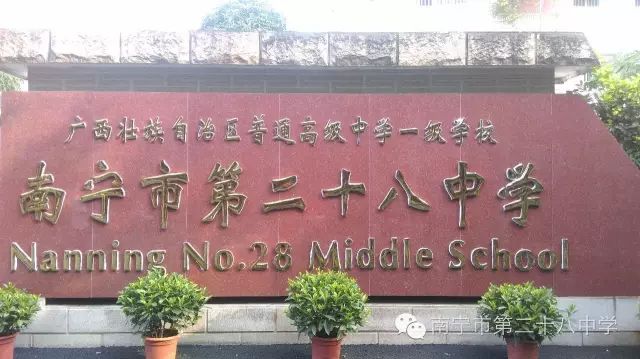 广西壮族自治区普通高级中学一级学校
南宁市第二十八中学
Nanning No.28 Middle School
南宁市第二十八中学